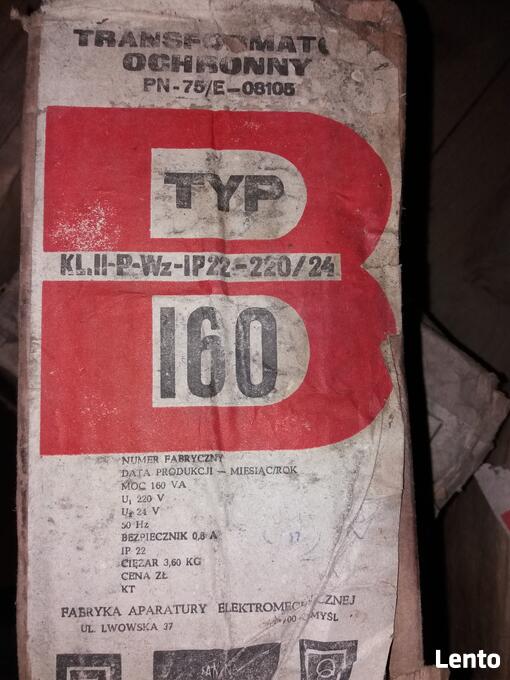 TRANSFORMATO
OCHRONNY
PN-75/E-08105
TYP
KL.II-P-Wz-IP22-220/24
160
NUMER FABRYCZNY
DATA PRODUKCJI — MIESIĄC/ROK
MOC 160 VA
U₁ 220 V
U₂ 24 V
50 Hz
BEZPIECZNIK 0,8 A
IP 22
CIĘŻAR 3,60 KG
CENA ZŁ
KT
FABRYKA APARATURY
UL. LWOWSKA 37
Lento